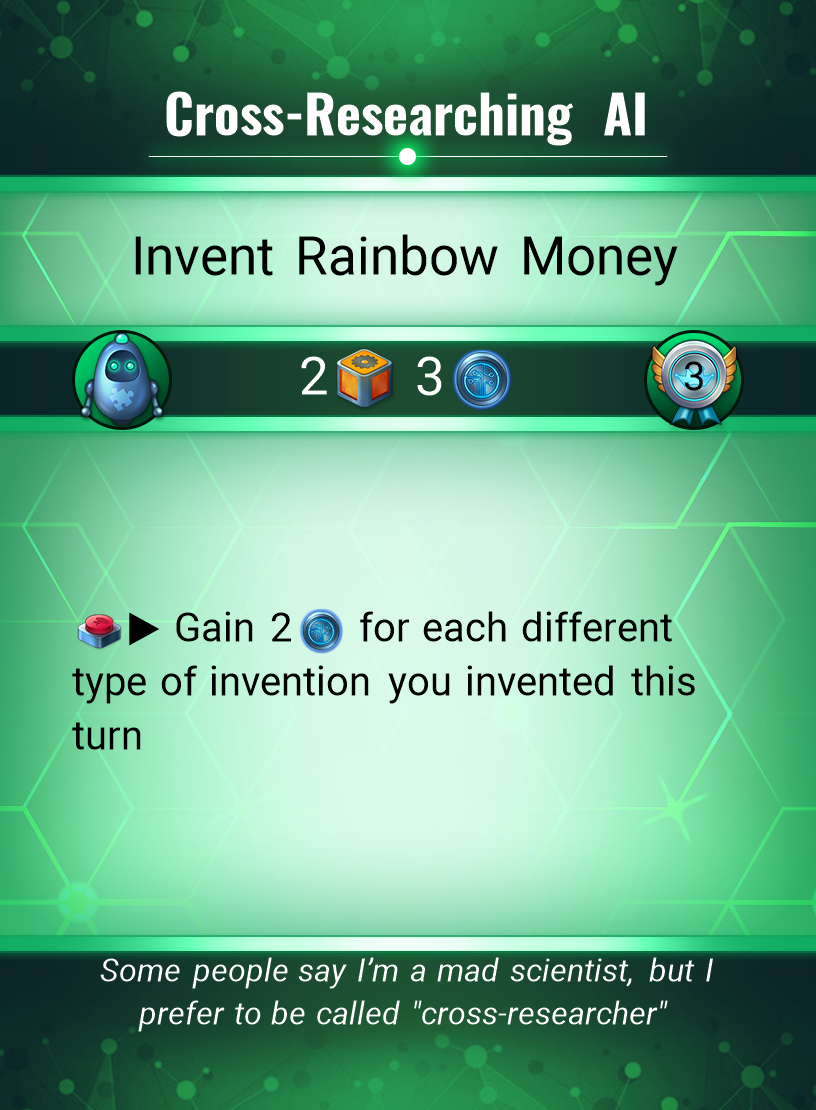 Cross-Researching AI
Invent Rainbow Money
2 3 3
▶ Gain 2 for each different
type of invention you invented this
turn
Some people say I’m a mad scientist, but I
prefer to be called "cross-researcher"